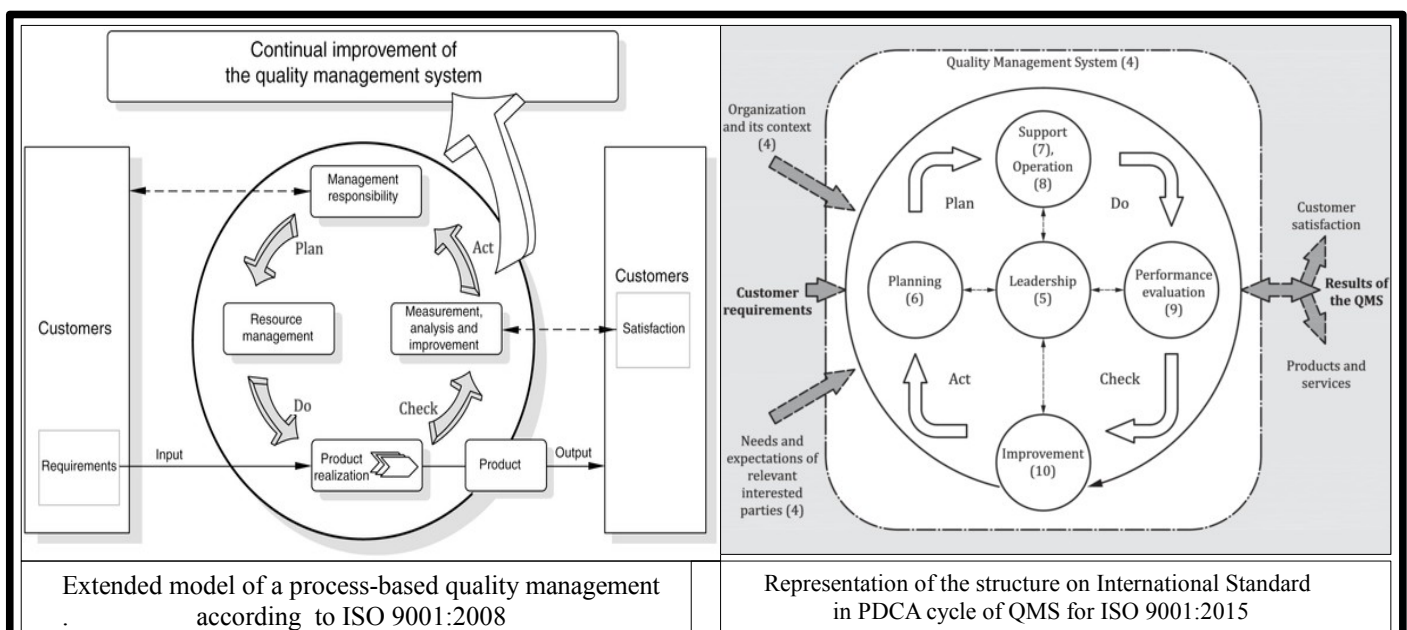 Continual improvement of
the quality management system
Customers
Requirements
Input
Management
responsibility
Plan
Act
Resource
management
Measurement,
analysis and
improvement
Do
Check
Product
realization
Product
Output
Customers
Satisfaction
Extended model of a process-based quality management
. according to ISO 9001:2008
Quality Management System (4)
Organization
and its context
(4)
Customer
requirements
Needs and
expectations of
relevant
interested
parties (4)
Support
(7),
Operation
(8)
Plan
Do
Planning
(6)
Leadership
(5)
Performance
evaluation
(9)
Act
Check
Improvement
(10)
Customer
satisfaction
Results of
the QMS
Products and
services
Representation of the structure on International Standard
in PDCA cycle of QMS for ISO 9001:2015